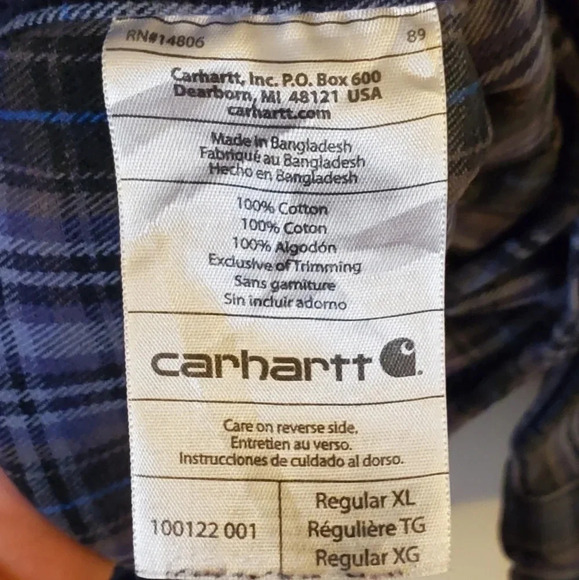 RN#14806 89
Carhartt, Inc. P.O. Box 600
Dearborn, MI 48121 USA
carhartt.com
Made in Bangladesh
Fabriqué au Bangladesh
Hecho en Bangladesh
100% Cotton
100% Coton
100% Algodón
Exclusive of Trimming
Sans garniture
Sin incluir adorno
carhartt
Care on reverse side.
Entretien au verso.
Instrucciones de cuidado al dorso.
100122 001
Regular XL
Régulière TG
Regular XG